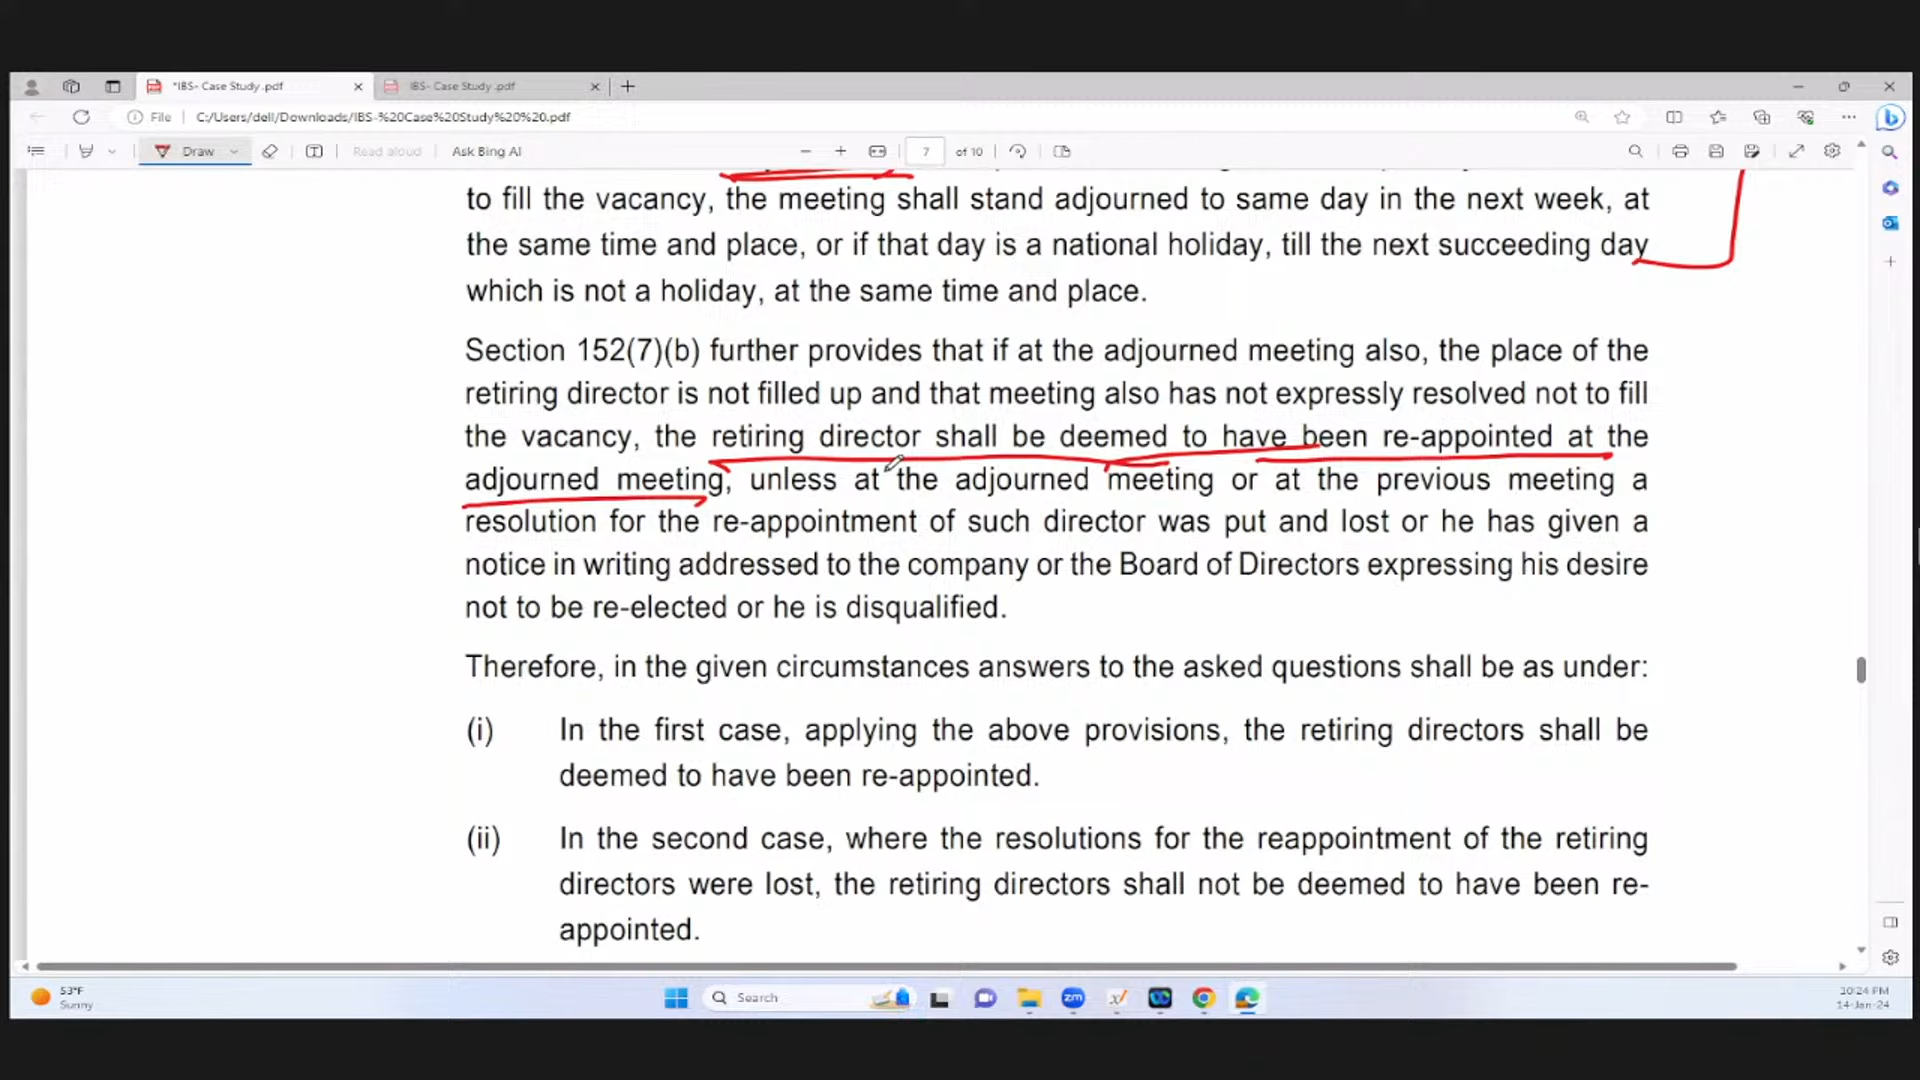 *IBS- Case Study .pdf
IBS- Case Study .pdf
File
C:/Users/dell/Downloads/IBS-%20Case%20Study%20%20.pdf
Draw
Read aloud
Ask Bing AI
7
of 10
to fill the vacancy, the meeting shall stand adjourned to same day in the next week, at
the same time and place, or if that day is a national holiday, till the next succeeding day
which is not a holiday, at the same time and place.
Section 152(7)(b) further provides that if at the adjourned meeting also, the place of the
retiring director is not filled up and that meeting also has not expressly resolved not to fill
the vacancy, the retiring director shall be deemed to have been re-appointed at the
adjourned meeting, unless at the adjourned meeting or at the previous meeting a
resolution for the re-appointment of such director was put and lost or he has given a
notice in writing addressed to the company or the Board of Directors expressing his desire
not to be re-elected or he is disqualified.
Therefore, in the given circumstances answers to the asked questions shall be as under:
(i) In the first case, applying the above provisions, the retiring directors shall be
deemed to have been re-appointed.
(ii) In the second case, where the resolutions for the reappointment of the retiring
directors were lost, the retiring directors shall not be deemed to have been re-
appointed.
53°F
Sunny
Search
zm
10:24 PM
14-Jan-24